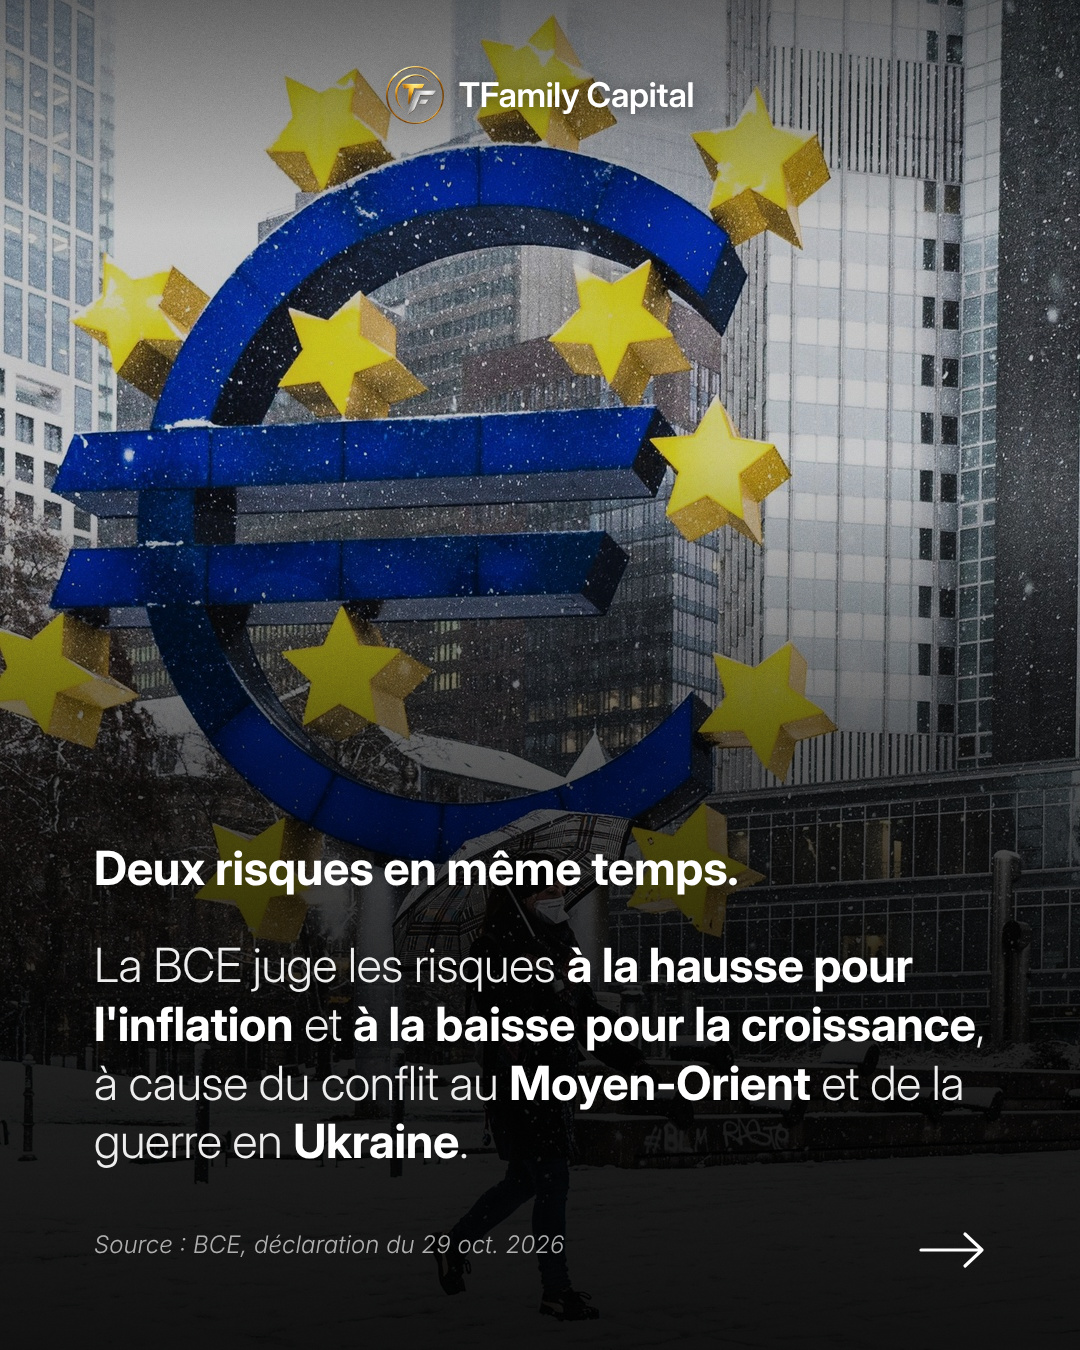 TFamily Capital
Deux risques en même temps.
La BCE juge les risques à la hausse pour
l'inflation et à la baisse pour la croissance,
à cause du conflit au Moyen-Orient et de la
guerre en Ukraine.
#BLM RASTA
Source : BCE, déclaration du 29 oct. 2026